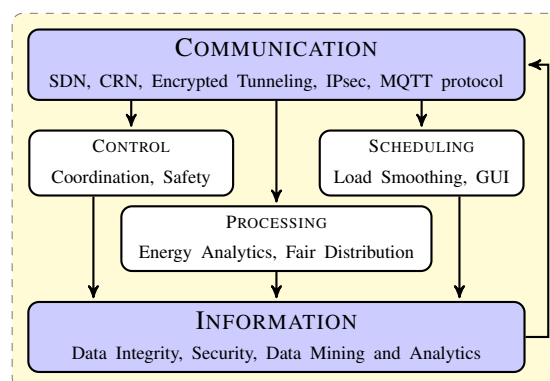 COMMUNICATION
SDN, CRN, Encrypted Tunneling, IPsec, MQTT protocol
CONTROL
Coordination, Safety
SCHEDULING
Load Smoothing, GUI
PROCESSING
Energy Analytics, Fair Distribution
INFORMATION
Data Integrity, Security, Data Mining and Analytics